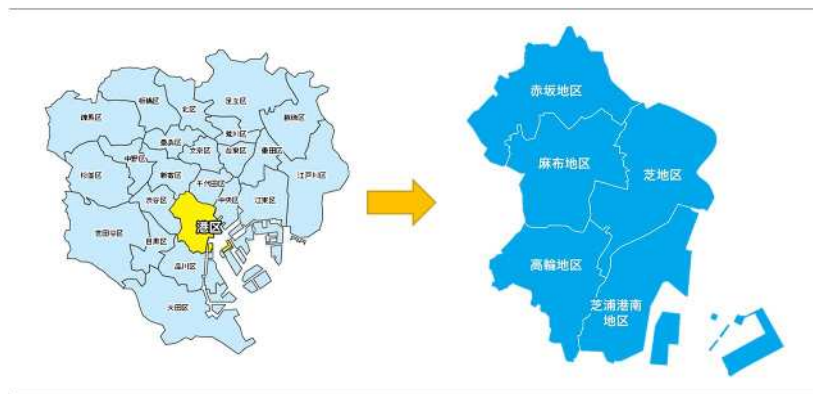 足立区
板橋区
北区
葛飾区
練馬区
荒川区
豊島区
文京区
台東区
墨田区
中野区
江戸川区
杉並区
新宿区
千代田区
渋谷区
中央区
江東区
港区
世田谷区
目黒区
品川区
大田区
赤坂地区
麻布地区
芝地区
高輪地区
芝浦港南
地区